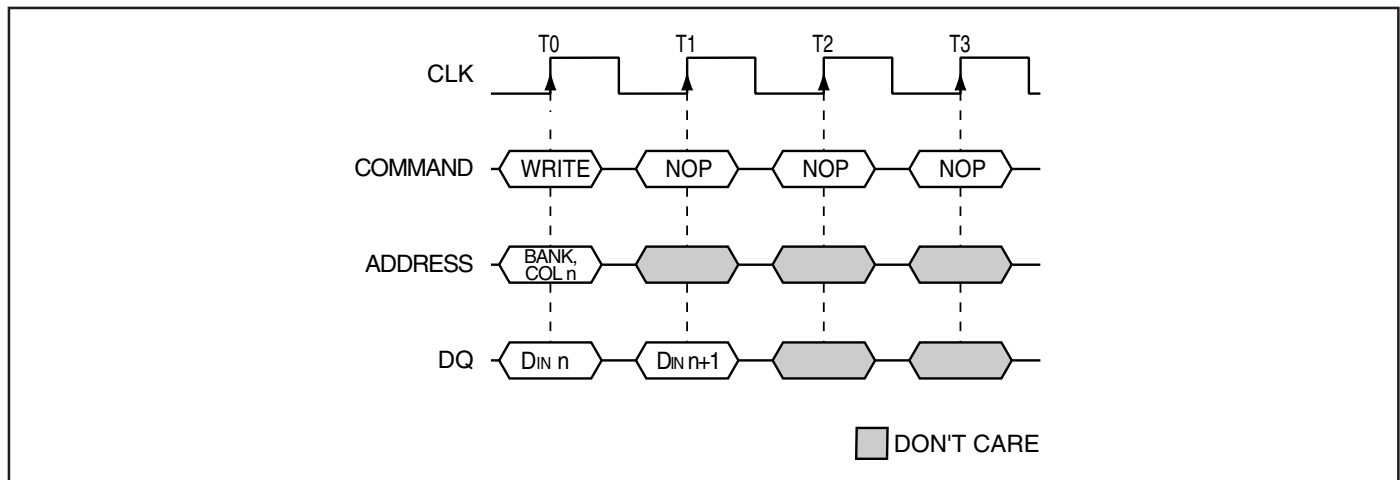 T0 T1 T2 T3
CLK
COMMAND WRITE NOP NOP NOP
ADDRESS BANK,
COL n
DQ DIN n DIN n+1
DON'T CARE